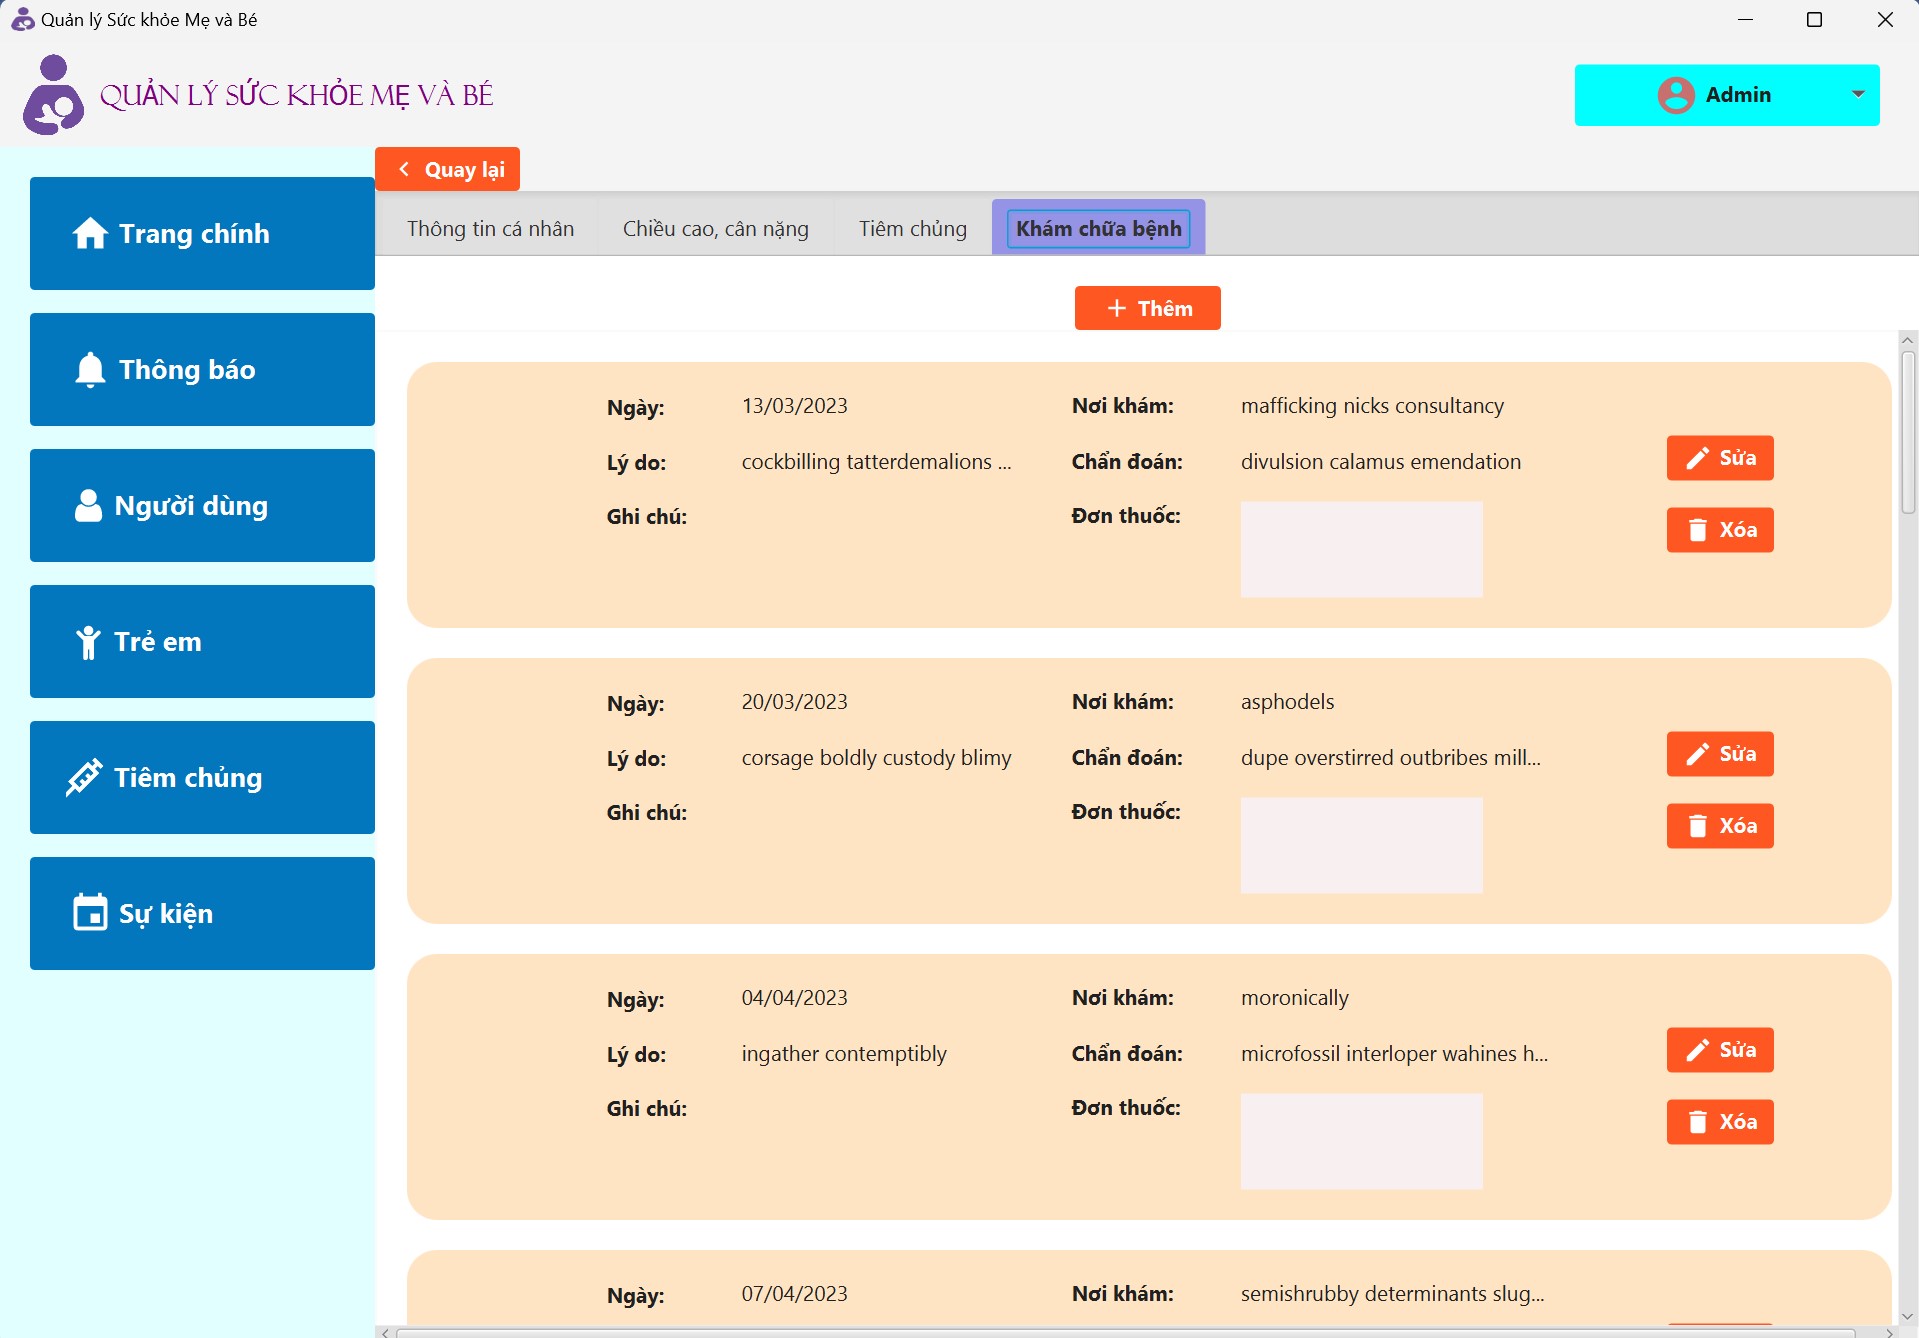 Quản lý Sức khỏe Mẹ và Bé
QUẢN LÝ SỨC KHỎE MẸ VÀ BÉ
Admin
Quay lại
Trang chính
Thông báo
Người dùng
Trẻ em
Tiêm chủng
Sự kiện
Thông tin cá nhân
Chiều cao, cân nặng
Tiêm chủng
Khám chữa bệnh
Thêm
Ngày: 13/03/2023 Nơi khám: mafficking nicks consultancy
Lý do: cockbilling tatterdemalions ... Chẩn đoán: divulsion calamus emendation
Sửa
Ghi chú: Đơn thuốc:
Xóa
Ngày: 20/03/2023 Nơi khám: asphodels
Lý do: corsage boldly custody blimy Chẩn đoán: dupe overstirred outbribes mill...
Sửa
Ghi chú: Đơn thuốc:
Xóa
Ngày: 04/04/2023 Nơi khám: moronically
Lý do: ingather contemptibly Chẩn đoán: microfossil interloper wahines h...
Sửa
Ghi chú: Đơn thuốc:
Xóa
Ngày: 07/04/2023 Nơi khám: semishrubby determinants slug...